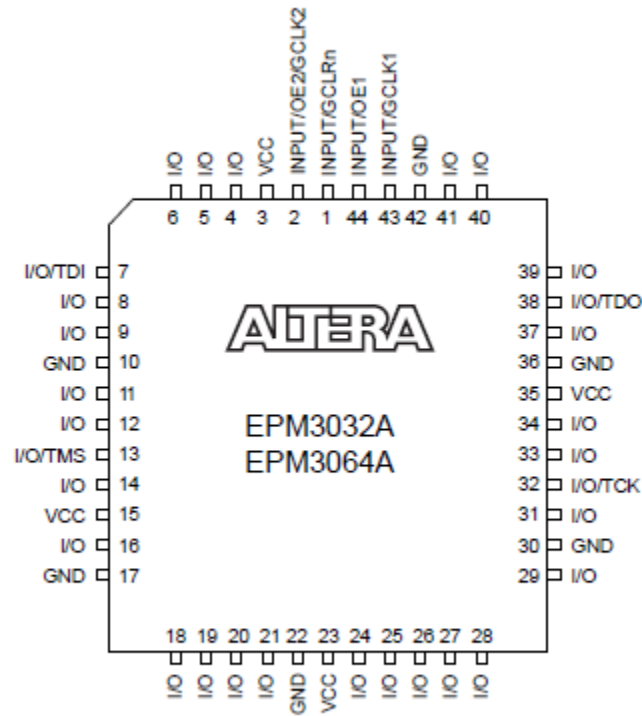 I/O I/O I/O VCC INPUT/OE2/GCLK2 INPUT/GCLRn INPUT/OE1 INPUT/GCLK1 GND I/O I/O
6 5 4 3 2 1 44 43 42 41 40
I/O/TDI 7 39 I/O
I/O 8 38 I/O/TDO
I/O 9 37 I/O
GND 10 36 GND
I/O 11 35 VCC
I/O 12 34 I/O
I/O/TMS 13 33 I/O
I/O 14 32 I/O/TCK
VCC 15 31 I/O
I/O 16 30 GND
GND 17 29 I/O
ALTERA
EPM3032A
EPM3064A
18 19 20 21 22 23 24 25 26 27 28
I/O I/O I/O I/O GND VCC I/O I/O I/O I/O I/O